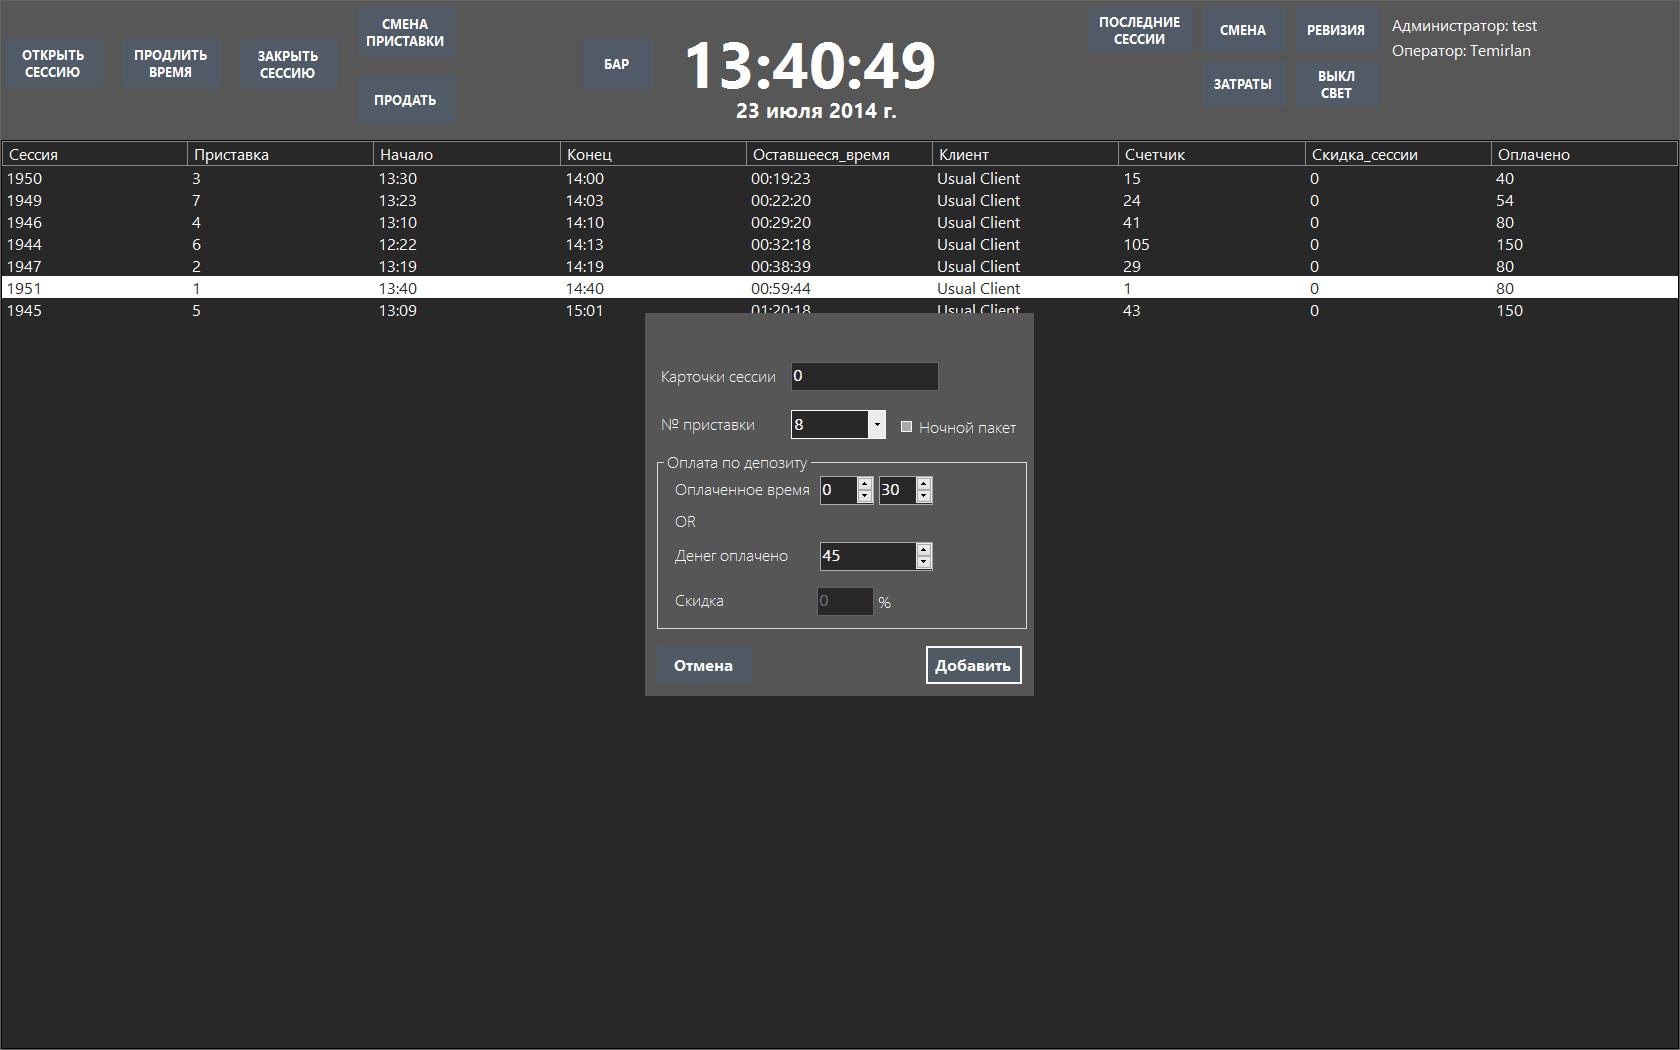 ОТКРЫТЬ
СЕССИЮ
ПРОДЛИТЬ
ВРЕМЯ
ЗАКРЫТЬ
СЕССИЮ
СМЕНА
ПРИСТАВКИ
ПРОДАТЬ
БАР
13:40:49
23 июля 2014 г.
ПОСЛЕДНИЕ
СЕССИИ
СМЕНА
РЕВИЗИЯ
ЗАТРАТЫ
ВЫКЛ
СВЕТ
Администратор: test
Оператор: Temirlan
Сессия Приставка Начало Конец Оставшееся_время Клиент Счетчик Скидка_сессии Оплачено
1950 3 13:30 14:00 00:19:23 Usual Client 15 0 40
1949 7 13:23 14:03 00:22:20 Usual Client 24 0 54
1946 4 13:10 14:10 00:29:20 Usual Client 41 0 80
1944 6 12:22 14:13 00:32:18 Usual Client 105 0 150
1947 2 13:19 14:19 00:38:39 Usual Client 29 0 80
1951 1 13:40 14:40 00:59:44 Usual Client 1 0 80
1945 5 13:09 15:01 01:20:18 Usual Client 43 0 150
Карточки сессии 0
№ приставки 8 Ночной пакет
Оплата по депозиту
Оплаченное время 0 30
OR
Денег оплачено 45
Скидка 0 %
Отмена Добавить